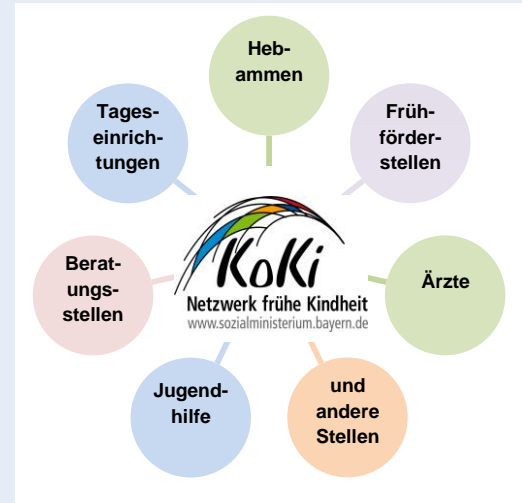 Heb-
ammen
Tages-
einrich-
tungen
Früh-
förder-
stellen
KoKi
Netzwerk frühe Kindheit
www.sozialministerium.bayern.de
Berat-
ungs-
stellen
Ärzte
Jugend-
hilfe
und
andere
Stellen